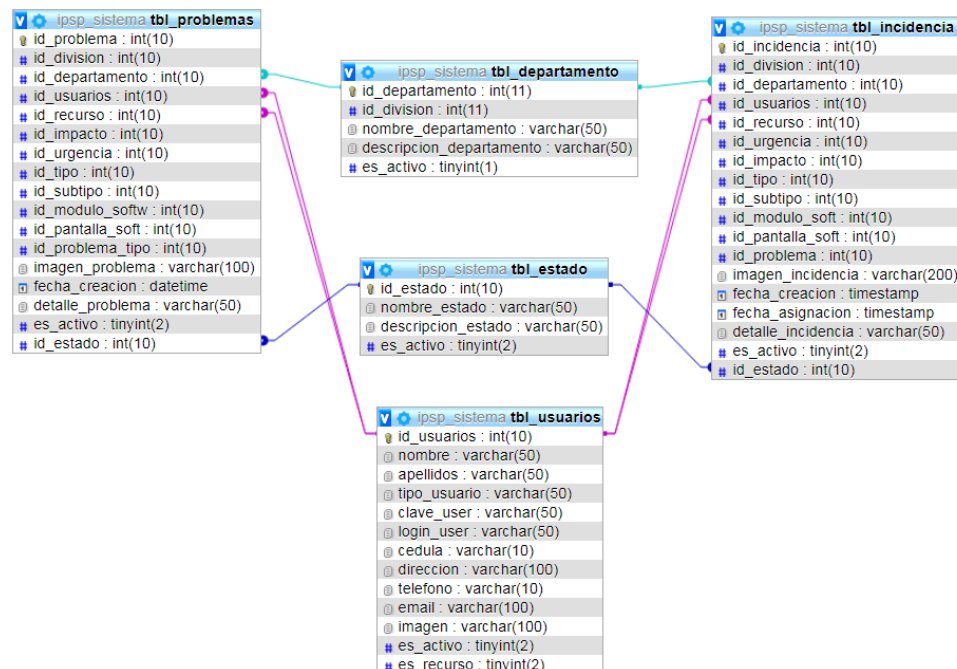 ipsp_sistema tbl_problemas
id_problema : int(10)
id_division : int(10)
id_departamento : int(10)
id_usuarios : int(10)
id_recurso : int(10)
id_impacto : int(10)
id_urgencia : int(10)
id_tipo : int(10)
id_subtipo : int(10)
id_modulo_softw : int(10)
id_pantalla_soft : int(10)
id_problema_tipo : int(10)
imagen_problema : varchar(100)
fecha_creacion : datetime
detalle_problema : varchar(50)
es_activo : tinyint(2)
id_estado : int(10)
ipsp_sistema tbl_departamento
id_departamento : int(11)
id_division : int(11)
nombre_departamento : varchar(50)
descripcion_departamento : varchar(50)
es_activo : tinyint(1)
ipsp_sistema tbl_estado
id_estado : int(10)
nombre_estado : varchar(50)
descripcion_estado : varchar(50)
es_activo : tinyint(2)
ipsp_sistema tbl_usuarios
id_usuarios : int(10)
nombre : varchar(50)
apellidos : varchar(50)
tipo_usuario : varchar(50)
clave_user : varchar(50)
login_user : varchar(50)
cedula : varchar(10)
direccion : varchar(100)
telefono : varchar(10)
email : varchar(100)
imagen : varchar(100)
es_activo : tinyint(2)
es_recurso : tinyint(2)
ipsp_sistema tbl_incidencia
id_incidencia : int(10)
id_division : int(10)
id_departamento : int(10)
id_usuarios : int(10)
id_recurso : int(10)
id_urgencia : int(10)
id_impacto : int(10)
id_tipo : int(10)
id_subtipo : int(10)
id_modulo_soft : int(10)
id_pantalla_soft : int(10)
id_problema : int(10)
imagen_incidencia : varchar(200)
fecha_creacion : timestamp
fecha_asignacion : timestamp
detalle_incidencia : varchar(50)
es_activo : tinyint(2)
id_estado : int(10)